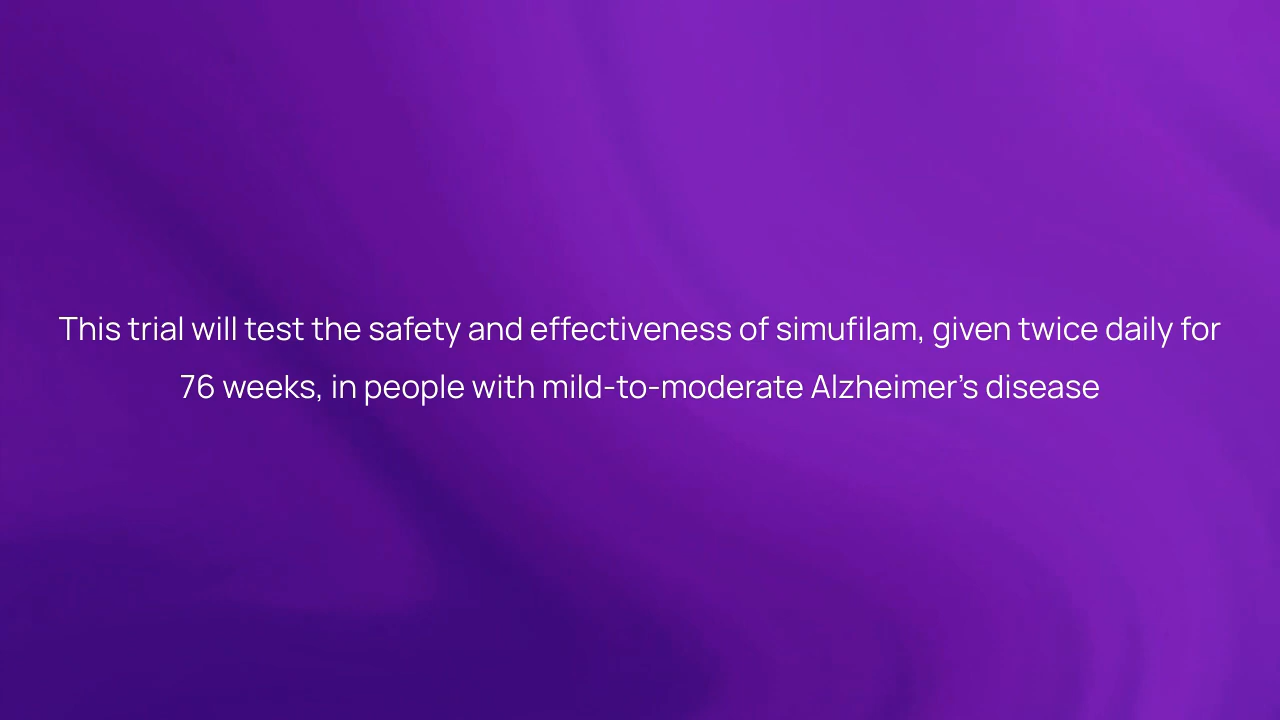 This trial will test the safety and effectiveness of simufilam, given twice daily for
76 weeks, in people with mild-to-moderate Alzheimer’s disease